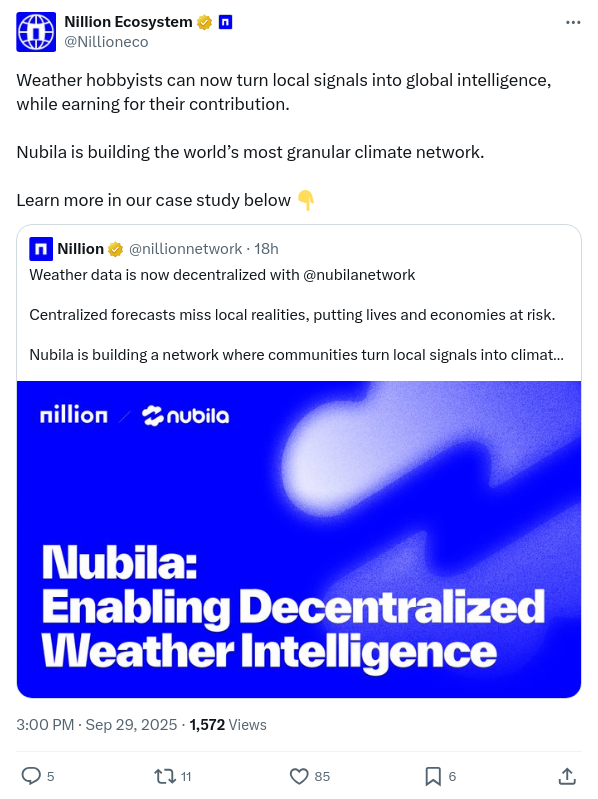 Nillion Ecosystem
@Nillioneco
Weather hobbyists can now turn local signals into global intelligence,
while earning for their contribution.
Nubila is building the world’s most granular climate network.
Learn more in our case study below 👇
Nillion @nillionnetwork · 18h
Weather data is now decentralized with @nubilanetwork
Centralized forecasts miss local realities, putting lives and economies at risk.
Nubila is building a network where communities turn local signals into climat…
nillion / nubila
Nubila:
Enabling Decentralized
Weather Intelligence
3:00 PM · Sep 29, 2025 · 1,572 Views
5 11 85 6